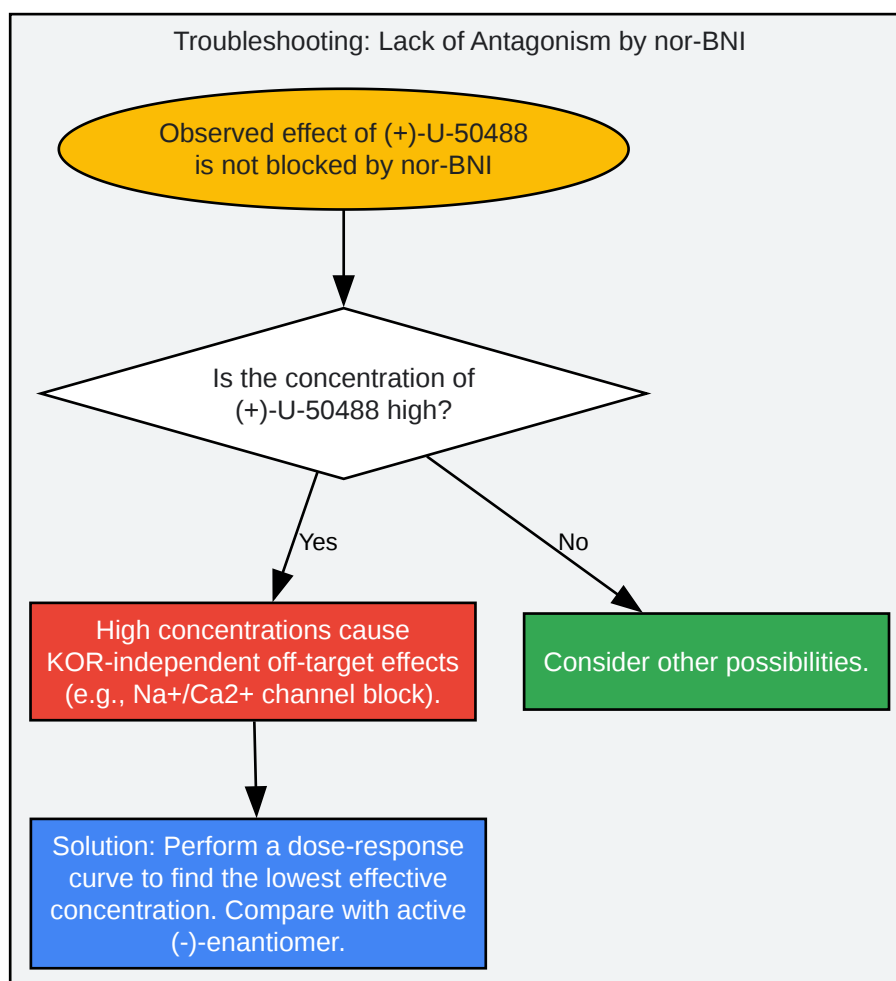 Troubleshooting: Lack of Antagonism by nor-BNI
Observed effect of (+)-U-50488
is not blocked by nor-BNI
Is the concentration of
(+)-U-50488 high?
Yes
No
High concentrations cause
KOR-independent off-target effects
(e.g., Na+/Ca2+ channel block).
Consider other possibilities.
Solution: Perform a dose-response
curve to find the lowest effective
concentration. Compare with active
(-)-enantiomer.